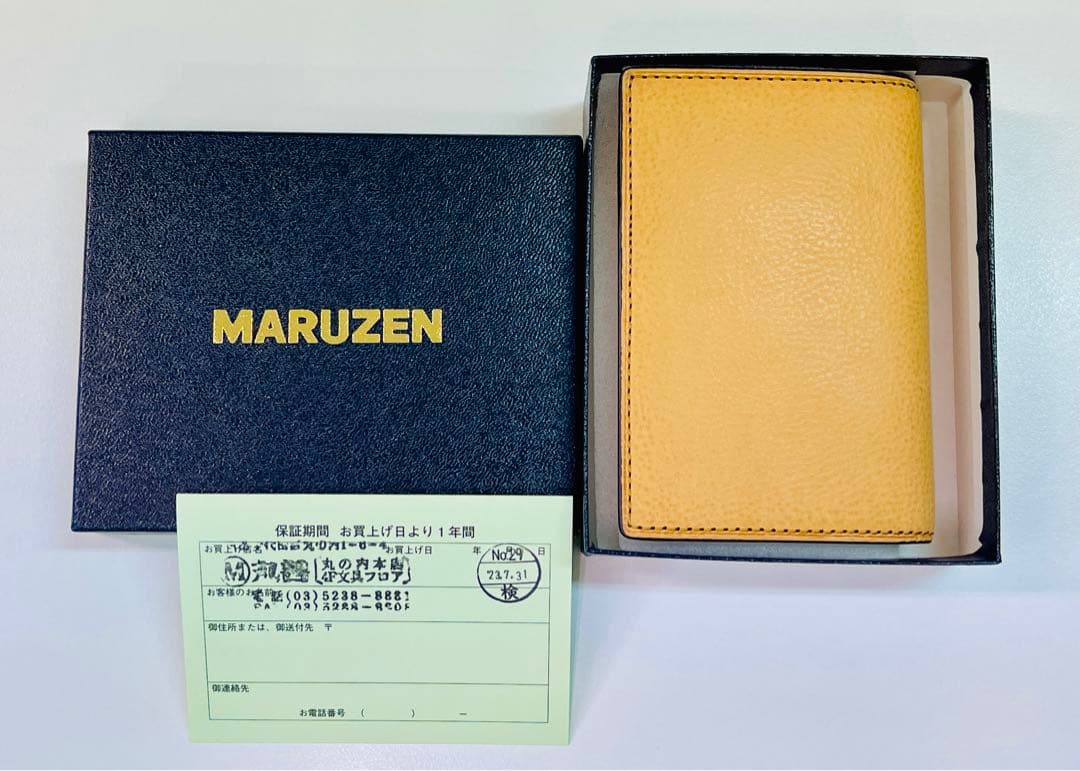 MARUZEN
保証期間 お買上げ日より1年間
お買上げ店名
お買上げ日 年 日
丸の内本店
4F文具フロア
No.29
23.7.31
検
お客様のお名前
電話(03)5238-8881
御住所または、御送付先 〒
御連絡先
お電話番号 ( ) −